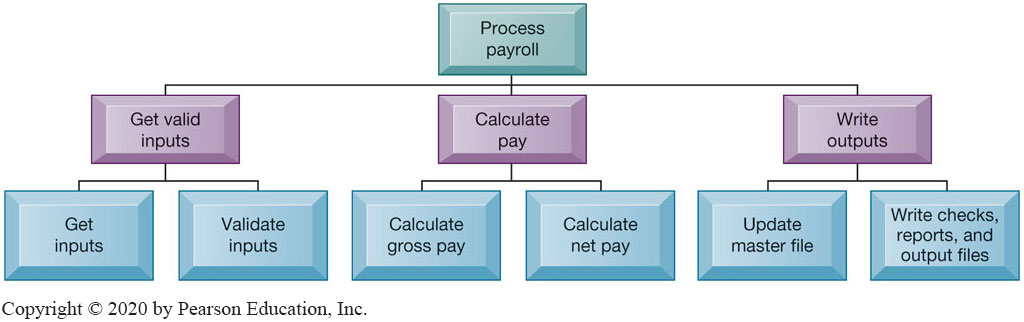 Process
payroll
Get valid
inputs
Calculate
pay
Write
outputs
Get
inputs
Validate
inputs
Calculate
gross pay
Calculate
net pay
Update
master file
Write checks,
reports, and
output files
Copyright © 2020 by Pearson Education, Inc.